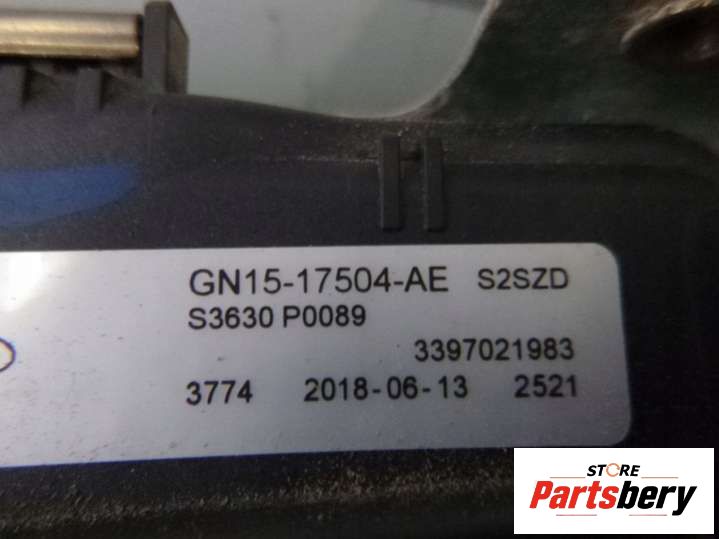 GN15-17504-AE S2SZD
S3630 P0089
3397021983
3774 2018-06-13 2521
STORE
Partsbery